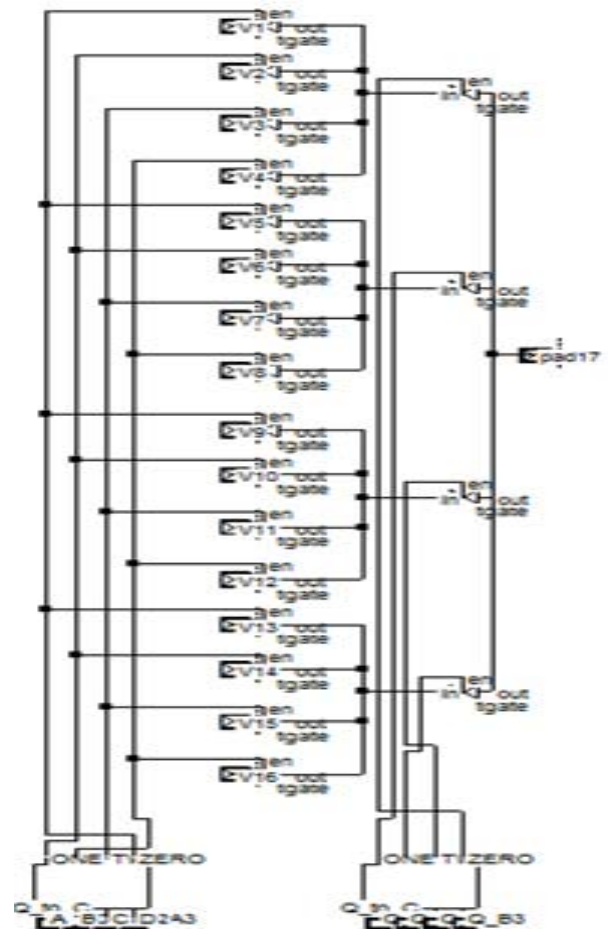 en
V1 out
tgate
en
V2 out
tgate
en
V3 out
tgate
en
V4 out
tgate
en
V5 out
tgate
en
V6 out
tgate
en
V7 out
tgate
en
V8 out
tgate
en
V9 out
tgate
en
V10 out
tgate
en
V11 out
tgate
en
V12 out
tgate
en
V13 out
tgate
en
V14 out
tgate
en
V15 out
tgate
en
V16 out
tgate
en
in out
tgate
en
in out
tgate
pad17
en
in out
tgate
en
in out
tgate
ONE ZERO
ONE ZERO